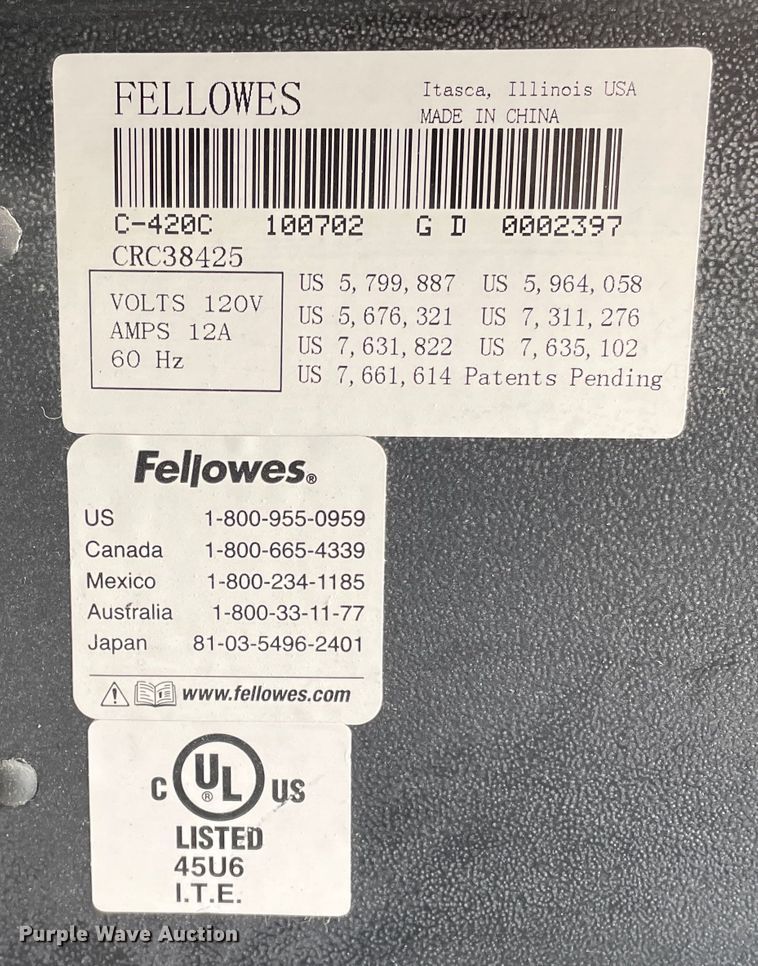 FELLOWES
Itasca, Illinois USA
MADE IN CHINA
C-420C 100702 G D 0002397
CRC38425
VOLTS 120V
AMPS 12A
60 Hz
US 5,799,887 US 5,964,058
US 5,676,321 US 7,311,276
US 7,631,822 US 7,635,102
US 7,661,614 Patents Pending
Fellowes®
US 1-800-955-0959
Canada 1-800-665-4339
Mexico 1-800-234-1185
Australia 1-800-33-11-77
Japan 81-03-5496-2401
www.fellowes.com
C UL® US
LISTED
45U6
I.T.E.
Purple Wave Auction